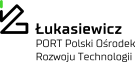 Łukasiewicz
PORT Polski Ośrodek
Rozwoju Technologii